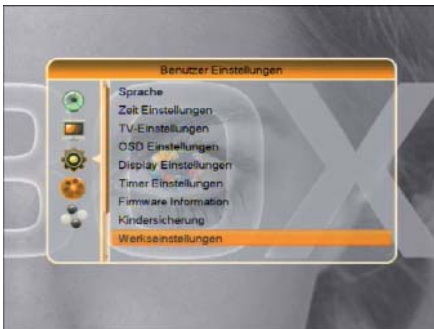 Benutzer Einstellungen
Sprache
Zeit Einstellungen
TV-Einstellungen
OSD Einstellungen
Display Einstellungen
Timer Einstellungen
Firmware Information
Kindersicherung
Werkseinstellungen